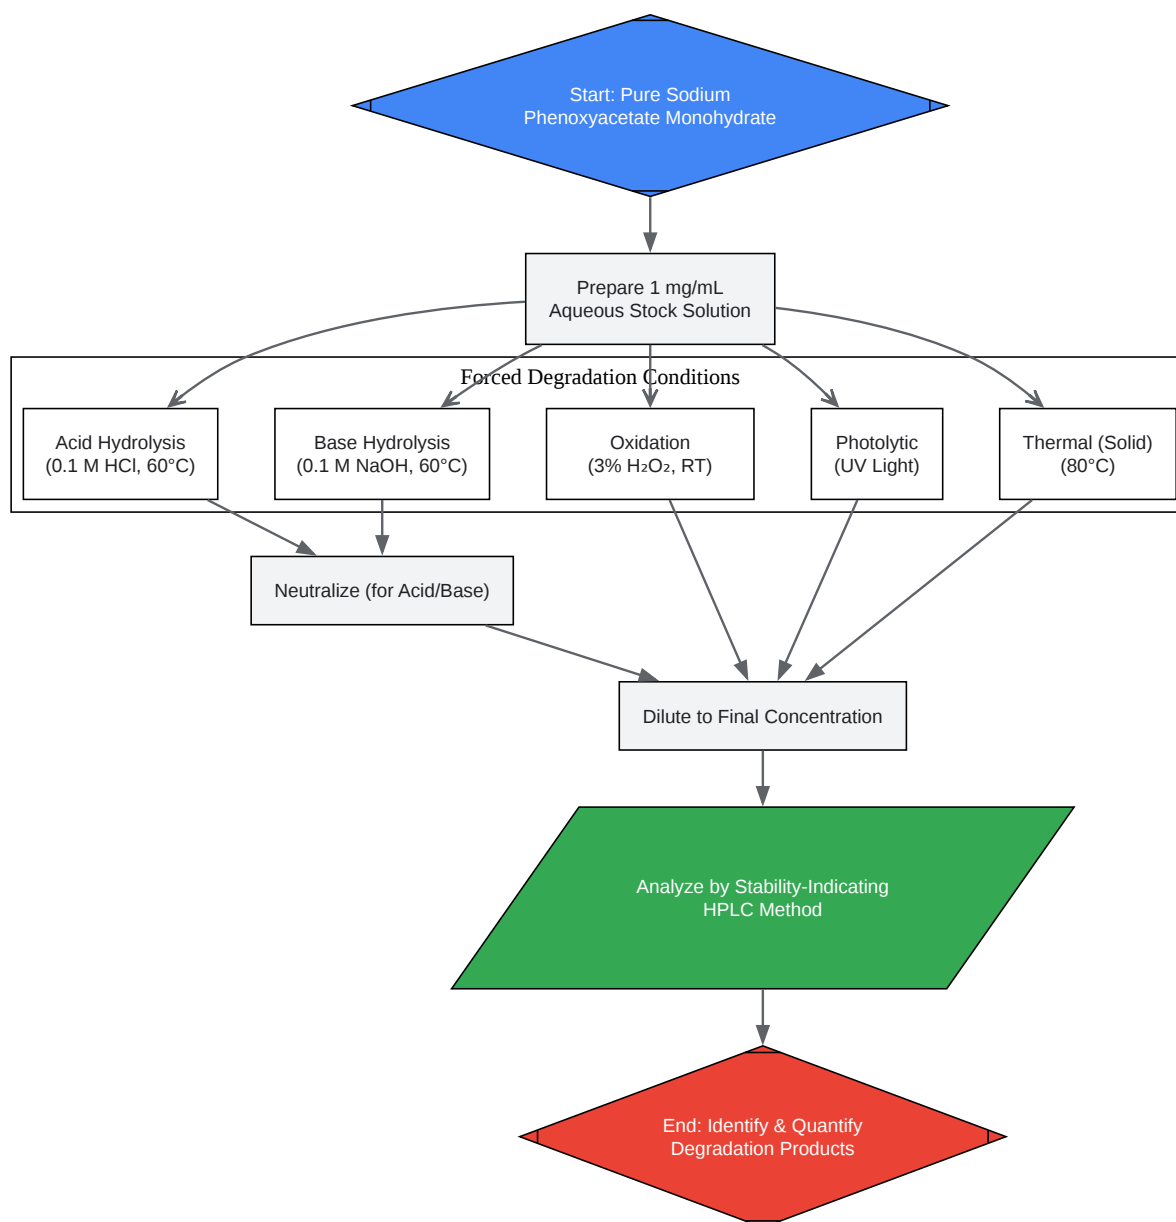 Start: Pure Sodium
Phenoxyacetate Monohydrate
Prepare 1 mg/mL
Aqueous Stock Solution
Forced Degradation Conditions
Acid Hydrolysis
(0.1 M HCl, 60°C)
Base Hydrolysis
(0.1 M NaOH, 60°C)
Oxidation
(3% H₂O₂, RT)
Photolytic
(UV Light)
Thermal (Solid)
(80°C)
Neutralize (for Acid/Base)
Dilute to Final Concentration
Analyze by Stability-Indicating
HPLC Method
End: Identify & Quantify
Degradation Products